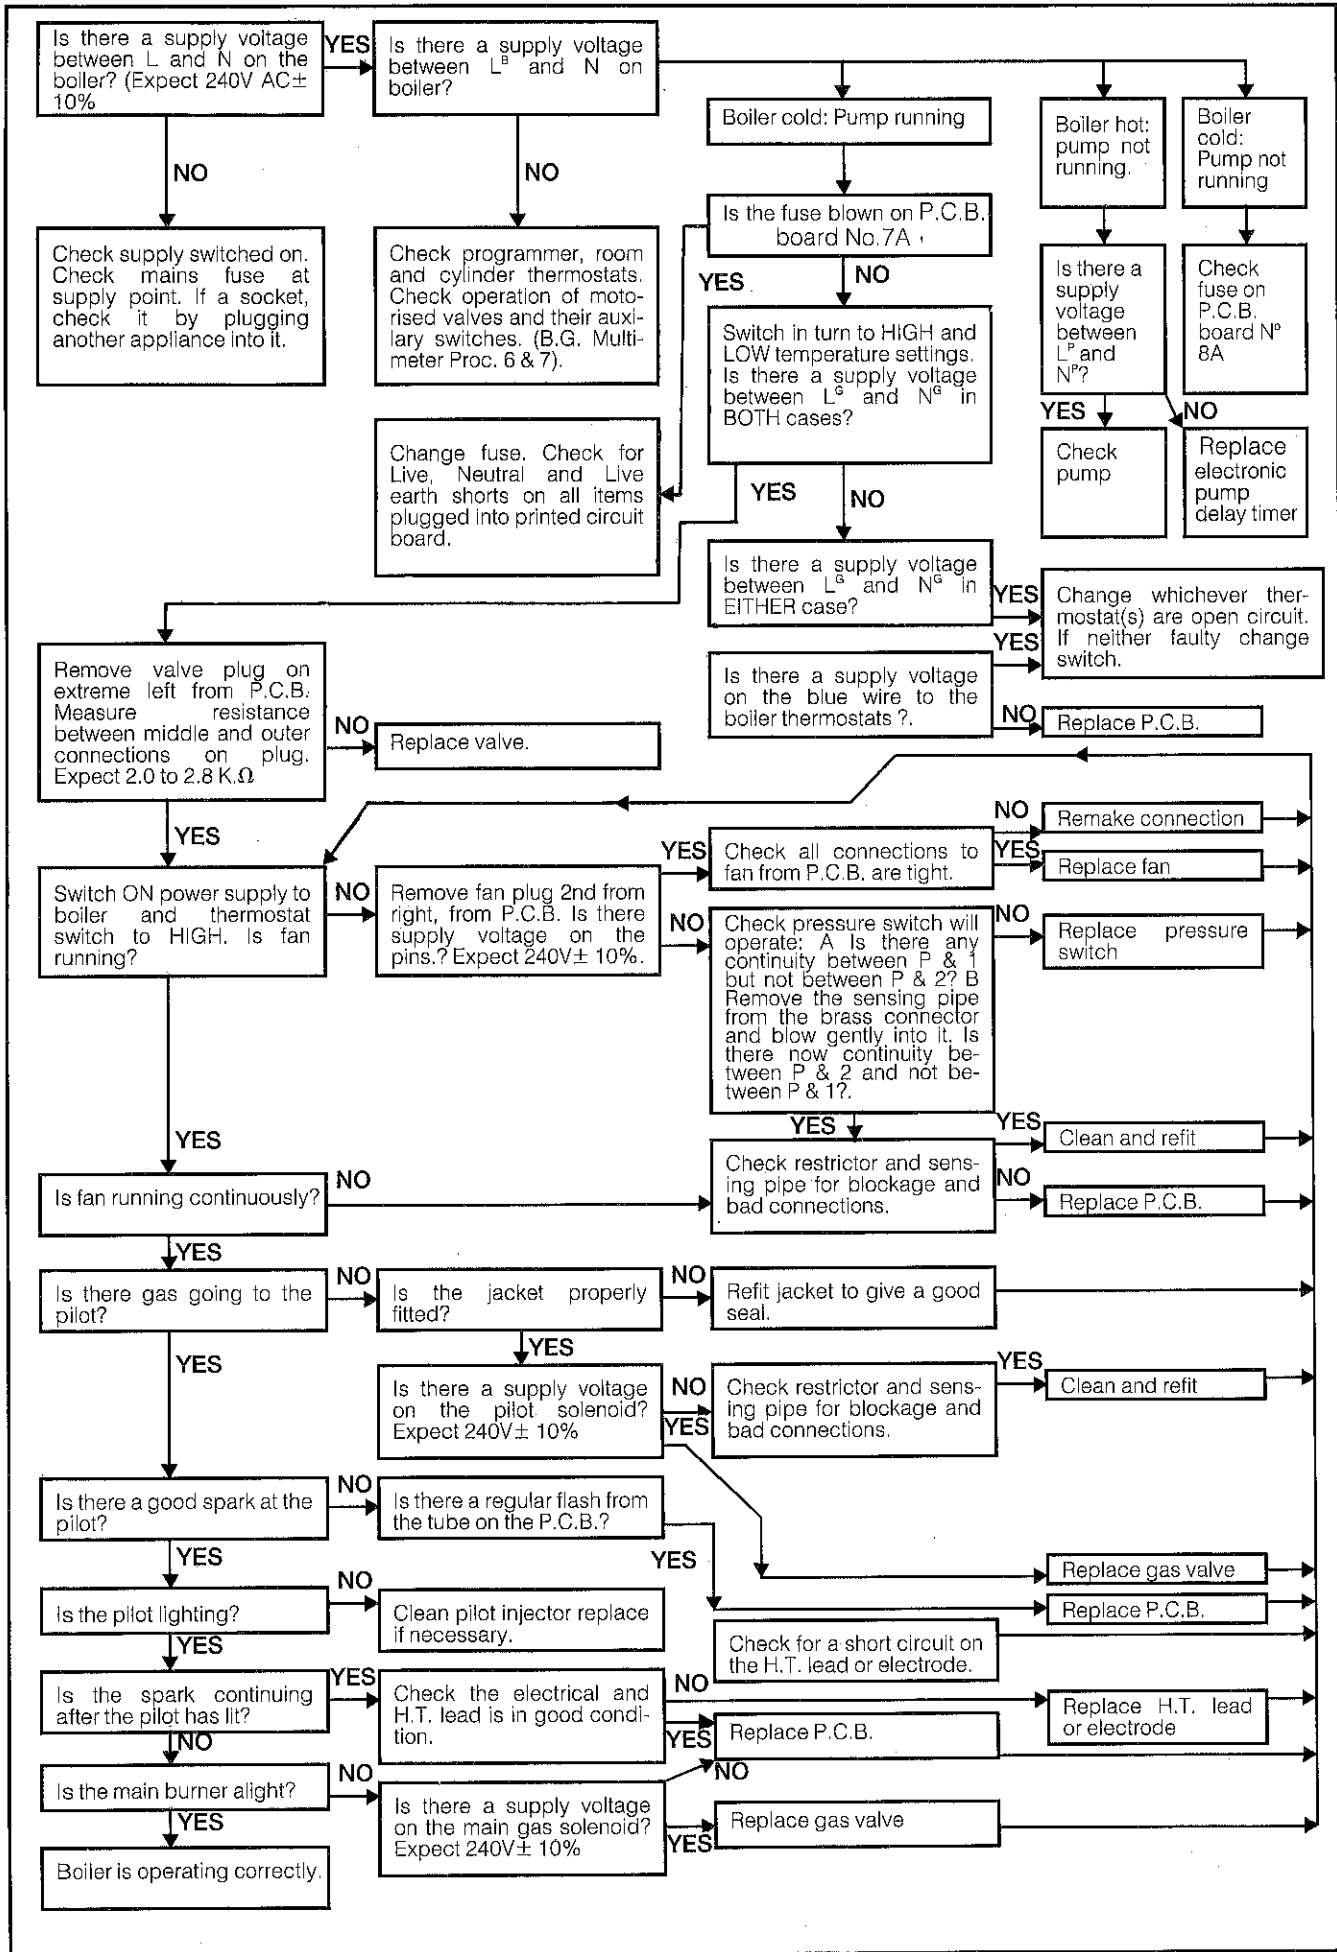 Is there a supply voltage
between L and N on the
boiler? (Expect 240V AC±
10%
YES
Is there a supply voltage
between Lᴮ and N on
boiler?
NO
NO
Boiler cold: Pump running
Boiler hot:
pump not
running.
Boiler
cold:
Pump not
running
Check supply switched on.
Check mains fuse at
supply point. If a socket,
check it by plugging
another appliance into it.
Check programmer, room
and cylinder thermostats.
Check operation of moto-
rised valves and their auxi-
lary switches. (B.G. Multi-
meter Proc. 6 & 7).
Is the fuse blown on P.C.B.
board No.7A
YES
NO
Is there a
supply
voltage
between
Lᴾ and
Nᴾ?
Check
fuse on
P.C.B.
board Nº
8A
Switch in turn to HIGH and
LOW temperature settings.
Is there a supply voltage
between Lᴳ and Nᴳ in
BOTH cases?
YES
NO
Check
pump
Replace
electronic
pump
delay timer
Change fuse. Check for
Live, Neutral and Live
earth shorts on all items
plugged into printed circuit
board.
YES
NO
Is there a supply voltage
between Lᴳ and Nᴳ in
EITHER case?
YES
YES
Change whichever ther-
mostat(s) are open circuit.
If neither faulty change
switch.
Is there a supply voltage
on the blue wire to the
boiler thermostats ?.
NO
Replace P.C.B.
Remove valve plug on
extreme left from P.C.B.
Measure resistance
between middle and outer
connections on plug.
Expect 2.0 to 2.8 K.Ω
NO
Replace valve.
YES
Switch ON power supply to
boiler and thermostat
switch to HIGH. Is fan
running?
NO
Remove fan plug 2nd from
right, from P.C.B. Is there
supply voltage on the
pins.? Expect 240V± 10%.
YES
NO
Check all connections to
fan from P.C.B. are tight.
NO
YES
Remake connection
Replace fan
Check pressure switch will
operate: A Is there any
continuity between P & 1
but not between P & 2? B
Remove the sensing pipe
from the brass connector
and blow gently into it. Is
there now continuity be-
tween P & 2 and not be-
tween P & 1?.
NO
Replace pressure
switch
YES
YES
Is fan running continuously?
NO
Check restrictor and sens-
ing pipe for blockage and
bad connections.
YES
Clean and refit
NO
Replace P.C.B.
YES
Is there gas going to the
pilot?
NO
Is the jacket properly
fitted?
NO
Refit jacket to give a good
seal.
YES
YES
Is there a supply voltage
on the pilot solenoid?
Expect 240V± 10%
NO
YES
Check restrictor and sens-
ing pipe for blockage and
bad connections.
YES
Clean and refit
Is there a good spark at the
pilot?
NO
Is there a regular flash from
the tube on the P.C.B.?
YES
YES
Replace gas valve
Replace P.C.B.
Is the pilot lighting?
NO
Clean pilot injector replace
if necessary.
Check for a short circuit on
the H.T. lead or electrode.
YES
Is the spark continuing
after the pilot has lit?
YES
Check the electrical and
H.T. lead is in good condi-
tion.
NO
Replace H.T. lead
or electrode
YES
Replace P.C.B.
NO
Is the main burner alight?
NO
Is there a supply voltage
on the main gas solenoid?
Expect 240V± 10%
NO
YES
Replace gas valve
YES
Boiler is operating correctly.